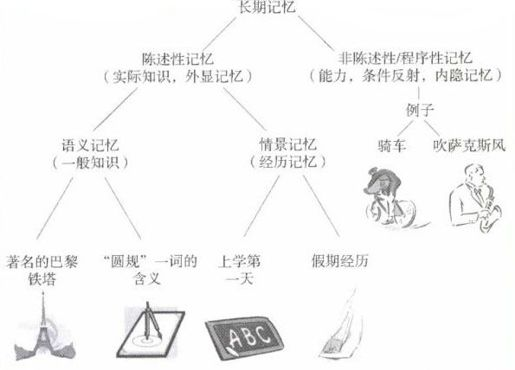 长期记忆
陈述性记忆
（实际知识，外显记忆）
非陈述性/程序性记忆
（能力，条件反射，内隐记忆）
例子
骑车
吹萨克斯风
语义记忆
（一般知识）
情景记忆
（经历记忆）
著名的巴黎
铁塔
“圆规”一词的
含义
上学第
一天
假期经历
ABC